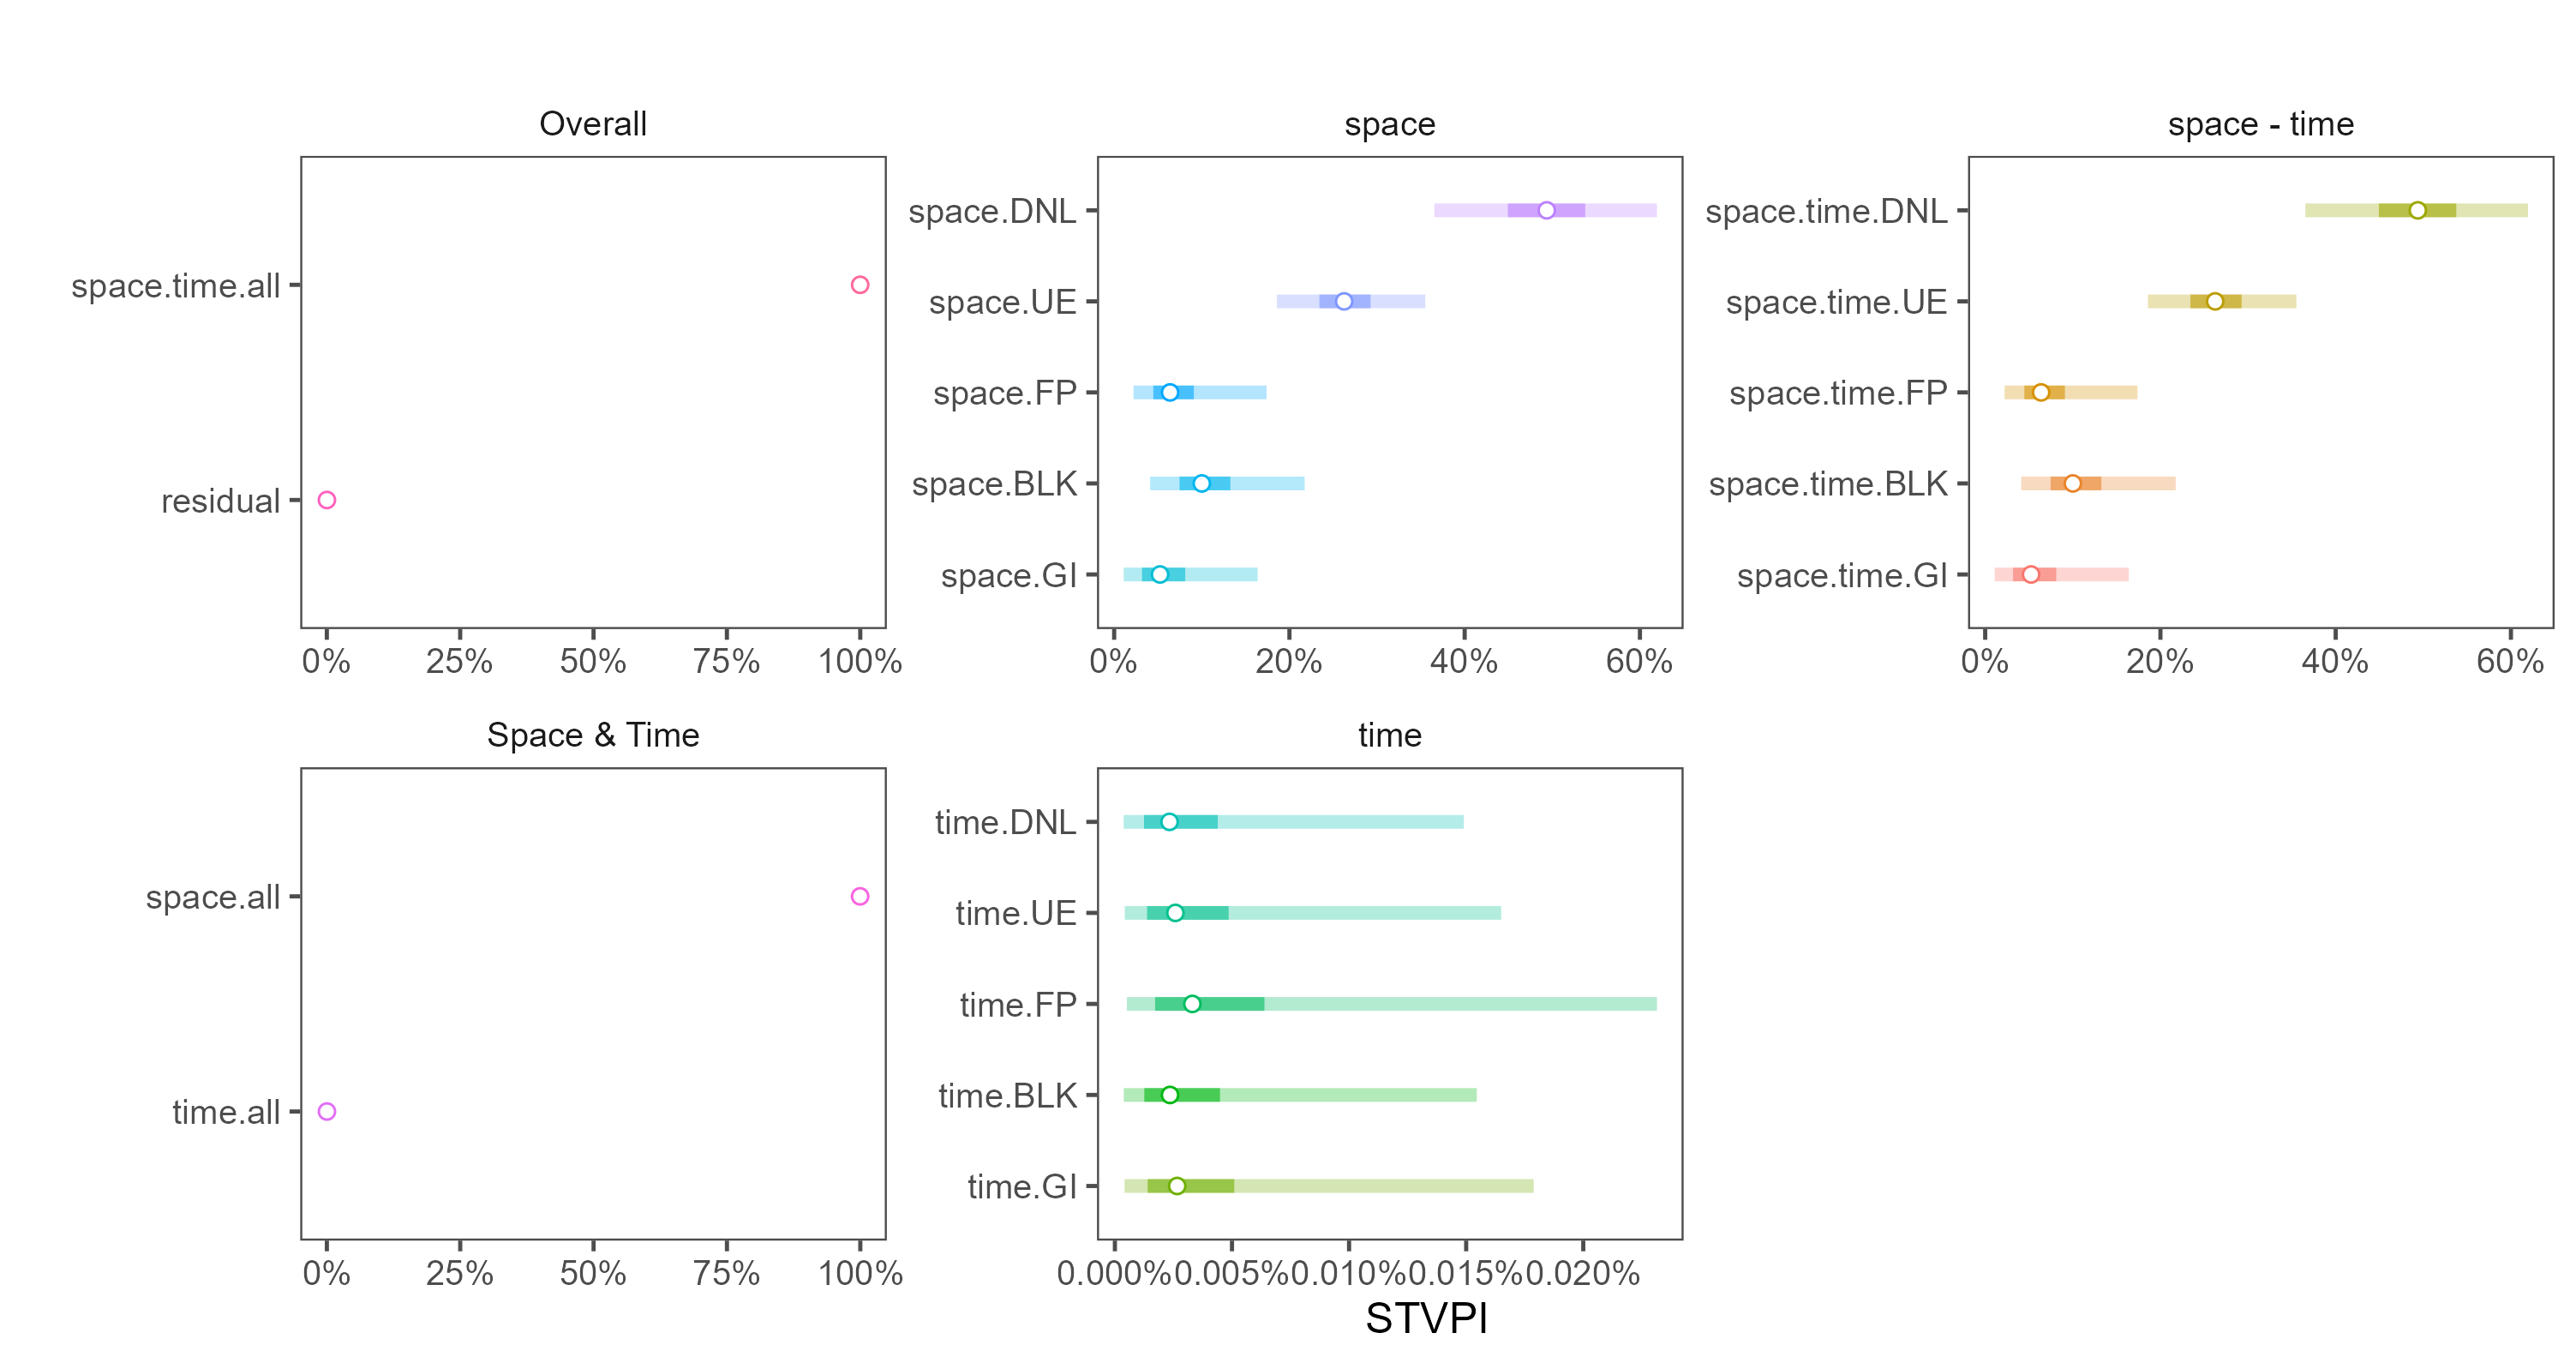 Overall
space
space - time
space.time.all
residual
0% 25% 50% 75% 100%
space.DNL
space.UE
space.FP
space.BLK
space.GI
0% 20% 40% 60%
space.time.DNL
space.time.UE
space.time.FP
space.time.BLK
space.time.GI
0% 20% 40% 60%
Space & Time
time
space.all
time.all
0% 25% 50% 75% 100%
time.DNL
time.UE
time.FP
time.BLK
time.GI
0.000% 0.005% 0.010% 0.015% 0.020%
STVPI